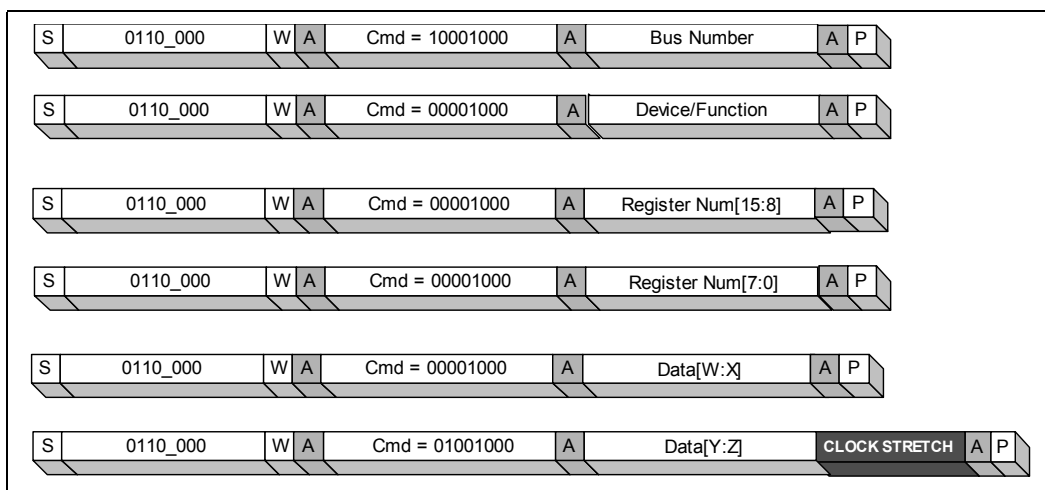 S 0110_000 W A Cmd = 10001000 A Bus Number A P
S 0110_000 W A Cmd = 00001000 A Device/Function A P
S 0110_000 W A Cmd = 00001000 A Register Num[15:8] A P
S 0110_000 W A Cmd = 00001000 A Register Num[7:0] A P
S 0110_000 W A Cmd = 00001000 A Data[W:X] A P
S 0110_000 W A Cmd = 01001000 A Data[Y:Z] CLOCK STRETCH A P